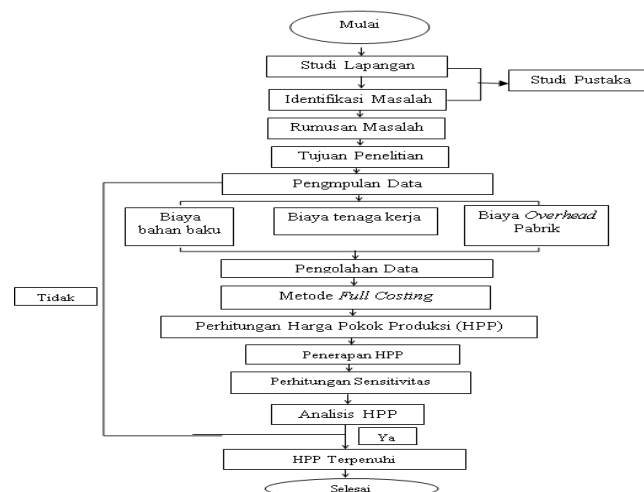 Mulai
Studi Lapangan
Studi Pustaka
Identifikasi Masalah
Rumusan Masalah
Tujuan Penelitian
Pengmpulan Data
Biaya
bahan baku
Biaya tenaga kerja
Biaya Overhead
Pabrik
Pengolahan Data
Tidak
Metode Full Costing
Perhitungan Harga Pokok Produksi (HPP)
Penerapan HPP
Perhitungan Sensitivitas
Analisis HPP
Ya
HPP Terpenuhi
Selesai